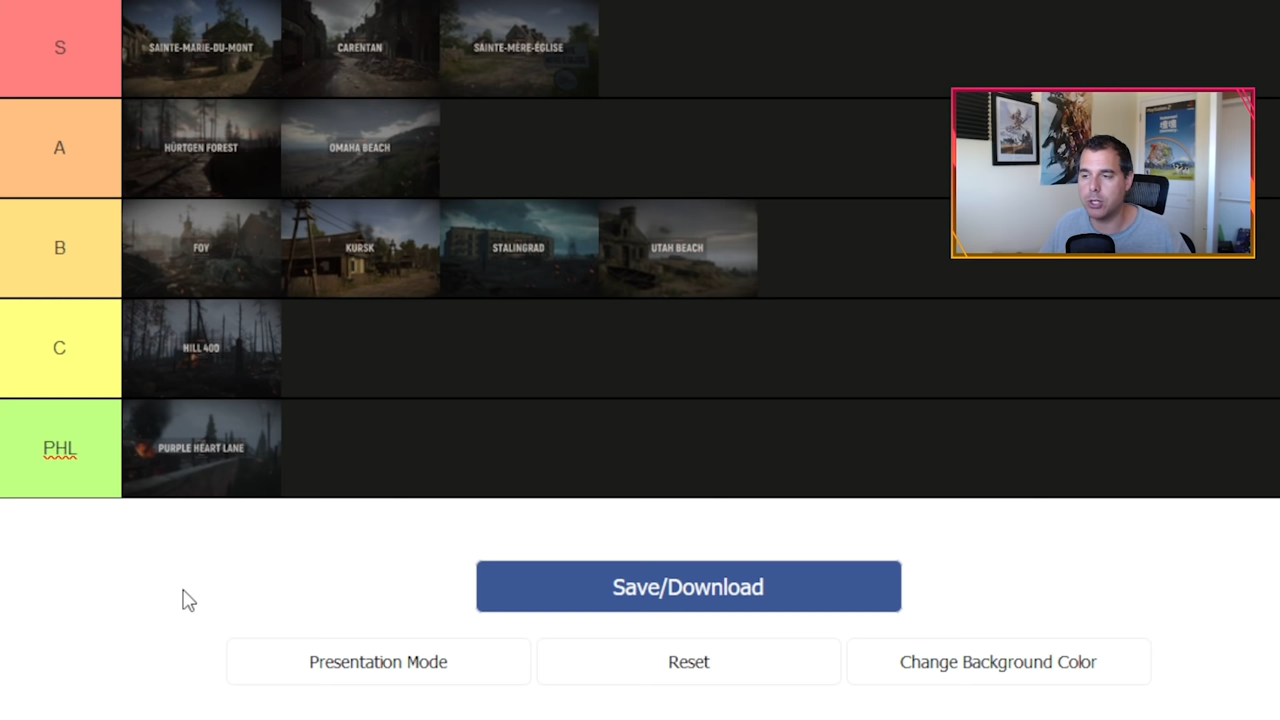 S
SAINTE-MARIE-DU-MONT
CARENTAN
SAINTE-MÈRE-ÉGLISE
A
HÜRTGEN FOREST
OMAHA BEACH
B
FOY
KURSK
STALINGRAD
UTAH BEACH
C
HILL 400
PHL
PURPLE HEART LANE
Save/Download
Presentation Mode
Reset
Change Background Color